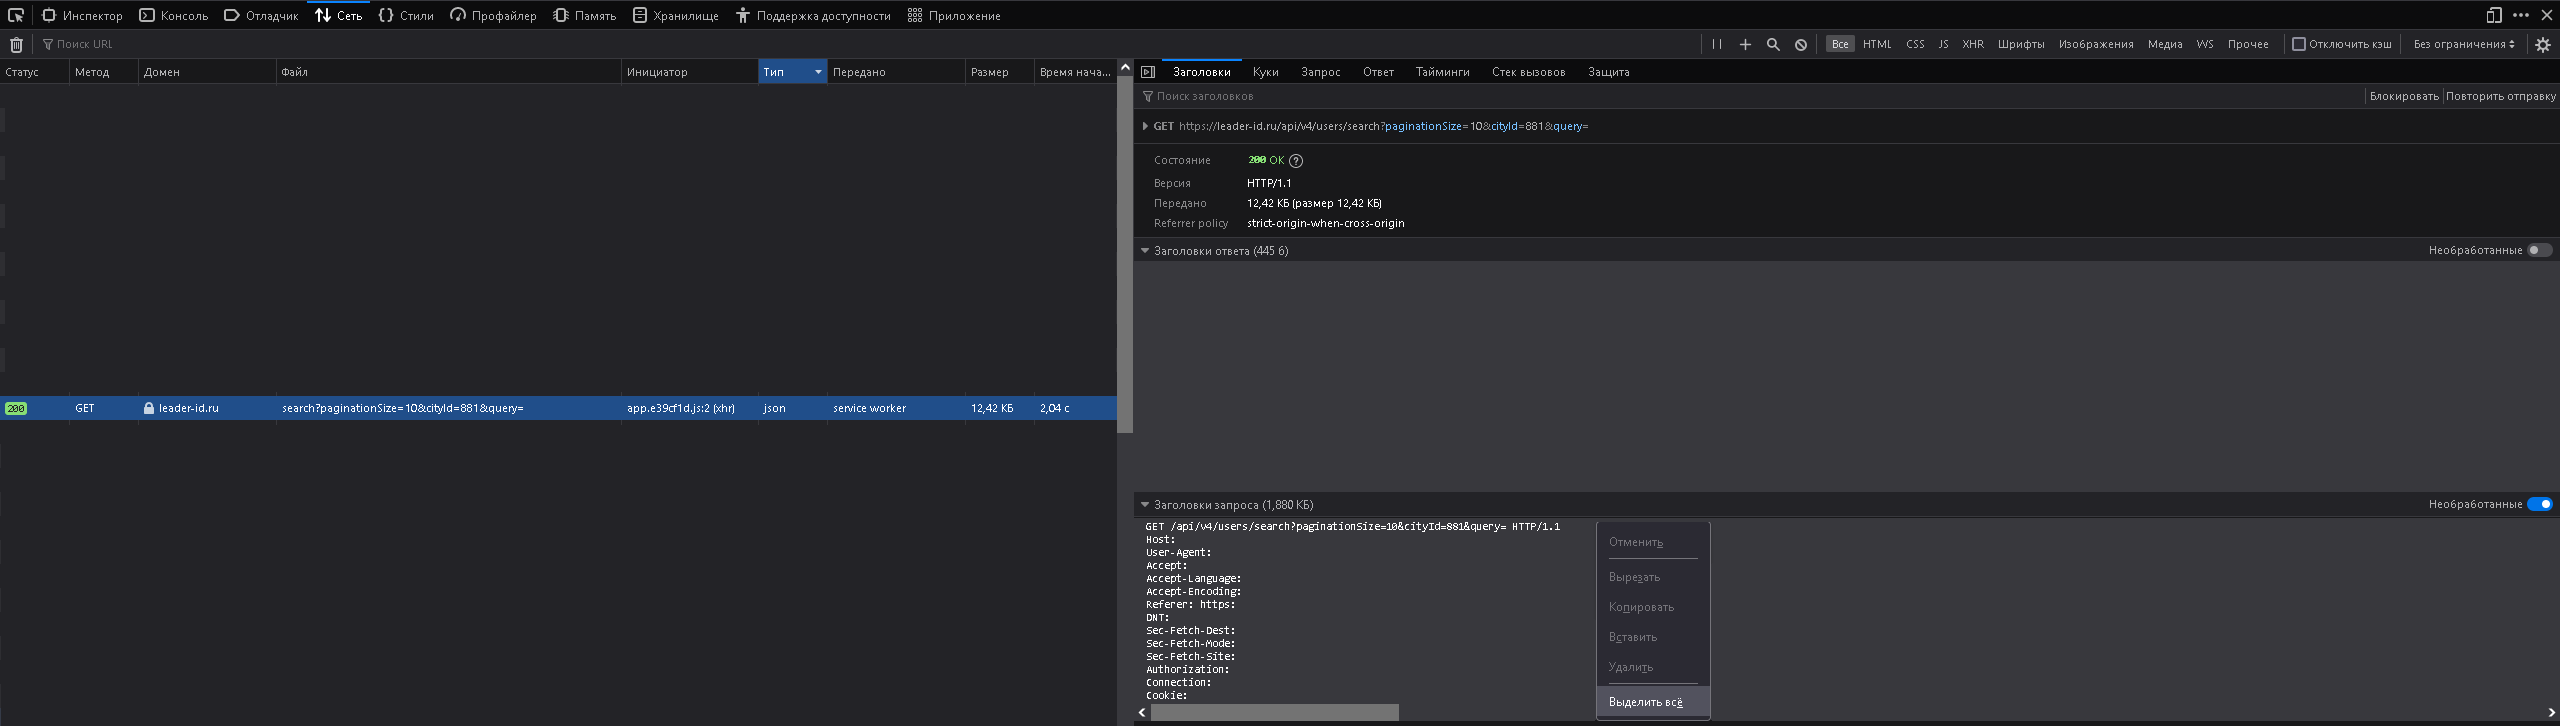 Инспектор Консоль Отладчик Сеть Стили Профайлер Память Хранилище Поддержка доступности Приложение
Поиск URL
Все HTML CSS JS XHR Шрифты Изображения Медиа WS Прочее Отключить кэш Без ограничения
Статус Метод Домен Файл Инициатор Тип Передано Размер Время нача...
200 GET leader-id.ru search?paginationSize=10&cityId=881&query= app.e39cf1d.js:2 (xhr) json service worker 12,42 КБ 2,04 с
Заголовки Куки Запрос Ответ Тайминги Стек вызовов Защита
Поиск заголовков
Блокировать Повторить отправку
GET https://leader-id.ru/api/v4/users/search?paginationSize=10&cityId=881&query=
Состояние 200 OK ?
Версия HTTP/1.1
Передано 12,42 КБ (размер 12,42 КБ)
Referrer policy strict-origin-when-cross-origin
Заголовки ответа (445 б) Необработанные
Заголовки запроса (1,880 КБ) Необработанные
GET /api/v4/users/search?paginationSize=10&cityId=881&query= HTTP/1.1
Host:
User-Agent:
Accept:
Accept-Language:
Accept-Encoding:
Referer: https:
DNT:
Sec-Fetch-Dest:
Sec-Fetch-Mode:
Sec-Fetch-Site:
Authorization:
Connection:
Cookie:
Отменить
Вырезать
Копировать
Вставить
Удалить
Выделить всё